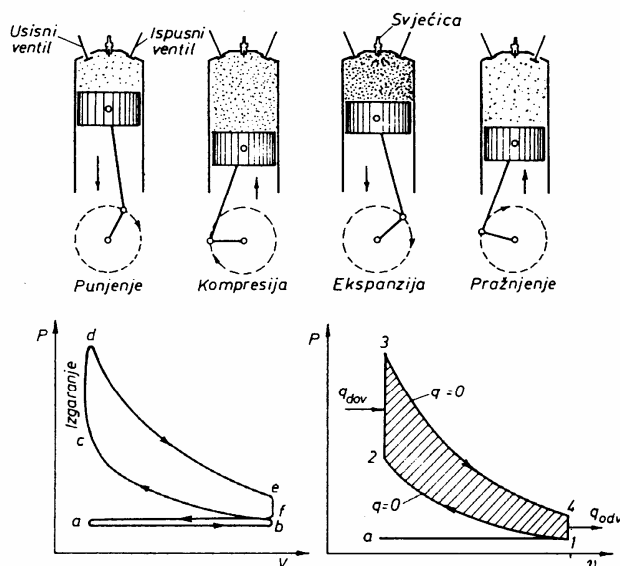 Usisni
ventil
Ispusni
ventil
Svjećica
Punjenje
Kompresija
Ekspanzija
Pražnjenje
P
d
Izgaranje
c
e
f
a
b
V
P
3
q=0
q dov
2
q=0
4
q odv
a
1